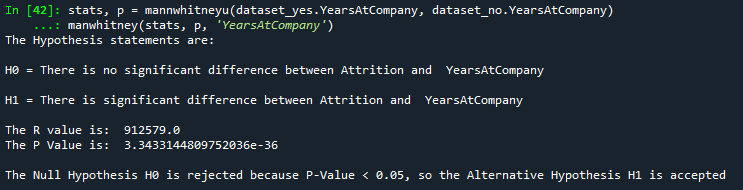 In [42]: stats, p = mannwhitneyu(dataset_yes.YearsAtCompany, dataset_no.YearsAtCompany)
...: manwhitney(stats, p, 'YearsAtCompany')
The Hypothesis statements are:
H0 = There is no significant difference between Attrition and  YearsAtCompany
H1 = There is significant difference between Attrition and  YearsAtCompany
The R value is:  912579.0
The P Value is:  3.3433144809752036e-36
The Null Hypothesis H0 is rejected because P-Value < 0.05, so the Alternative Hypothesis H1 is accepted